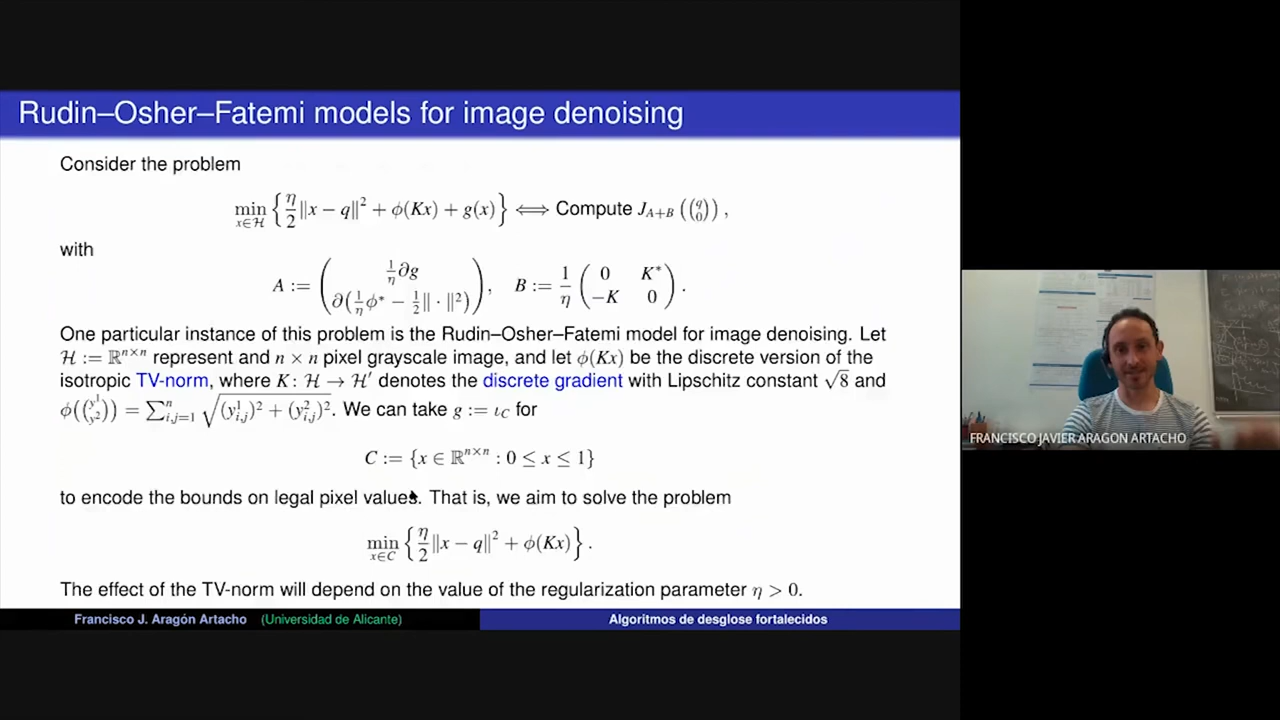 Rudin–Osher–Fatemi models for image denoising
Consider the problem
min_{x∈ℋ} { η/2 ‖x − q‖² + ϕ(Kx) + g(x) } ⟺ Compute J_{A+B} ((q 0)),
with
A := ( 1/η ∂g ; ∂(1/η ϕ* − 1/2 ‖·‖²) ), B := 1/η ( 0 K* ; −K 0 ).
One particular instance of this problem is the Rudin–Osher–Fatemi model for image denoising. Let
ℋ := ℝ^{n×n} represent and n × n pixel grayscale image, and let ϕ(Kx) be the discrete version of the
isotropic TV-norm, where K: ℋ → ℋ′ denotes the discrete gradient with Lipschitz constant √8 and
ϕ((y¹ y²)) = ∑_{i,j=1}^{n} √((y¹_{i,j})² + (y²_{i,j})²). We can take g := ι_C for
C := {x ∈ ℝ^{n×n} : 0 ≤ x ≤ 1}
to encode the bounds on legal pixel values. That is, we aim to solve the problem
min_{x∈C} { η/2 ‖x − q‖² + ϕ(Kx) }.
The effect of the TV-norm will depend on the value of the regularization parameter η > 0.
Francisco J. Aragón Artacho (Universidad de Alicante)
Algoritmos de desglose fortalecidos
FRANCISCO JAVIER ARAGON ARTACHO